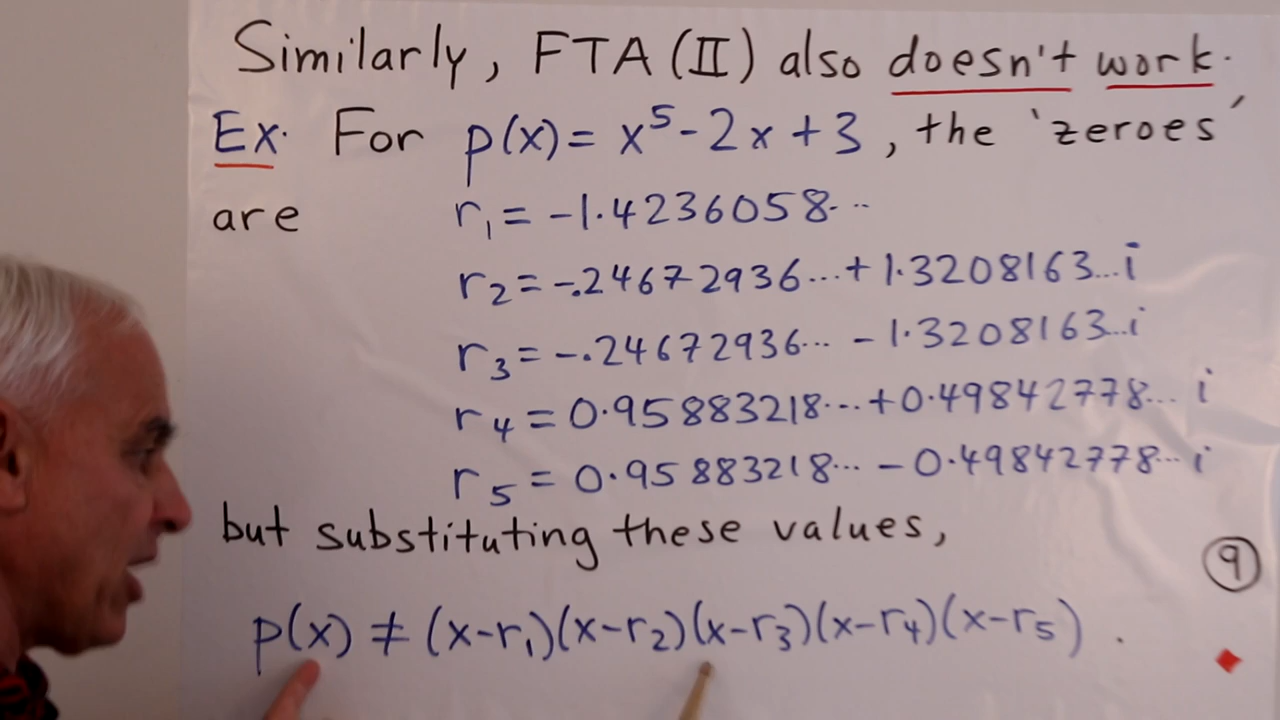 Similarly, FTA (II) also doesn't work.
Ex. For p(x) = x⁵ - 2x + 3, the 'zeroes'
are r₁ = -1.4236058...
r₂ = -.24672936... + 1.3208163...i
r₃ = -.24672936... - 1.3208163...i
r₄ = 0.95883218... + 0.49842778... i
r₅ = 0.95883218... - 0.49842778... i
but substituting these values,
9
p(x) ≠ (x-r₁)(x-r₂)(x-r₃)(x-r₄)(x-r₅).